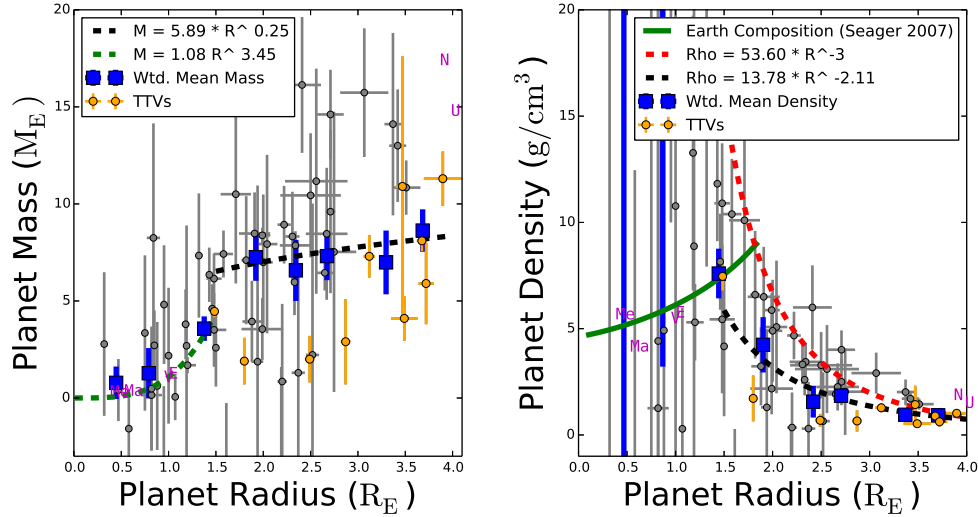 M = 5.89 * R^ 0.25
M = 1.08 R^ 3.45
Wtd. Mean Mass
TTVs
N
U
Me
Ma
V
E
20
15
10
5
0
Planet Mass (M_E)
0.0 0.5 1.0 1.5 2.0 2.5 3.0 3.5 4.0
Planet Radius (R_E)
Earth Composition (Seager 2007)
Rho = 53.60 * R^-3
Rho = 13.78 * R^ -2.11
Wtd. Mean Density
TTVs
Me
Ma
V
E
N
U
20
15
10
5
0
Planet Density (g/cm³)
0.0 0.5 1.0 1.5 2.0 2.5 3.0 3.5 4.0
Planet Radius (R_E)